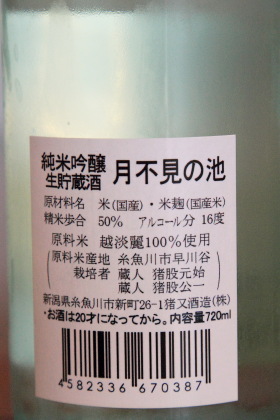 純米吟醸 月不見の池
生貯蔵酒
原材料名 米(国産)・米麹(国産米)
精米歩合 50% アルコール分 16度
原料米 越淡麗100%使用
(原料米産地 糸魚川市早川谷
栽培者 蔵人 猪股元始
蔵人 猪股公一)
新潟県糸魚川市新町26-1猪又酒造(株)
・お酒は20才になってから。内容量720ml
4582336 670387